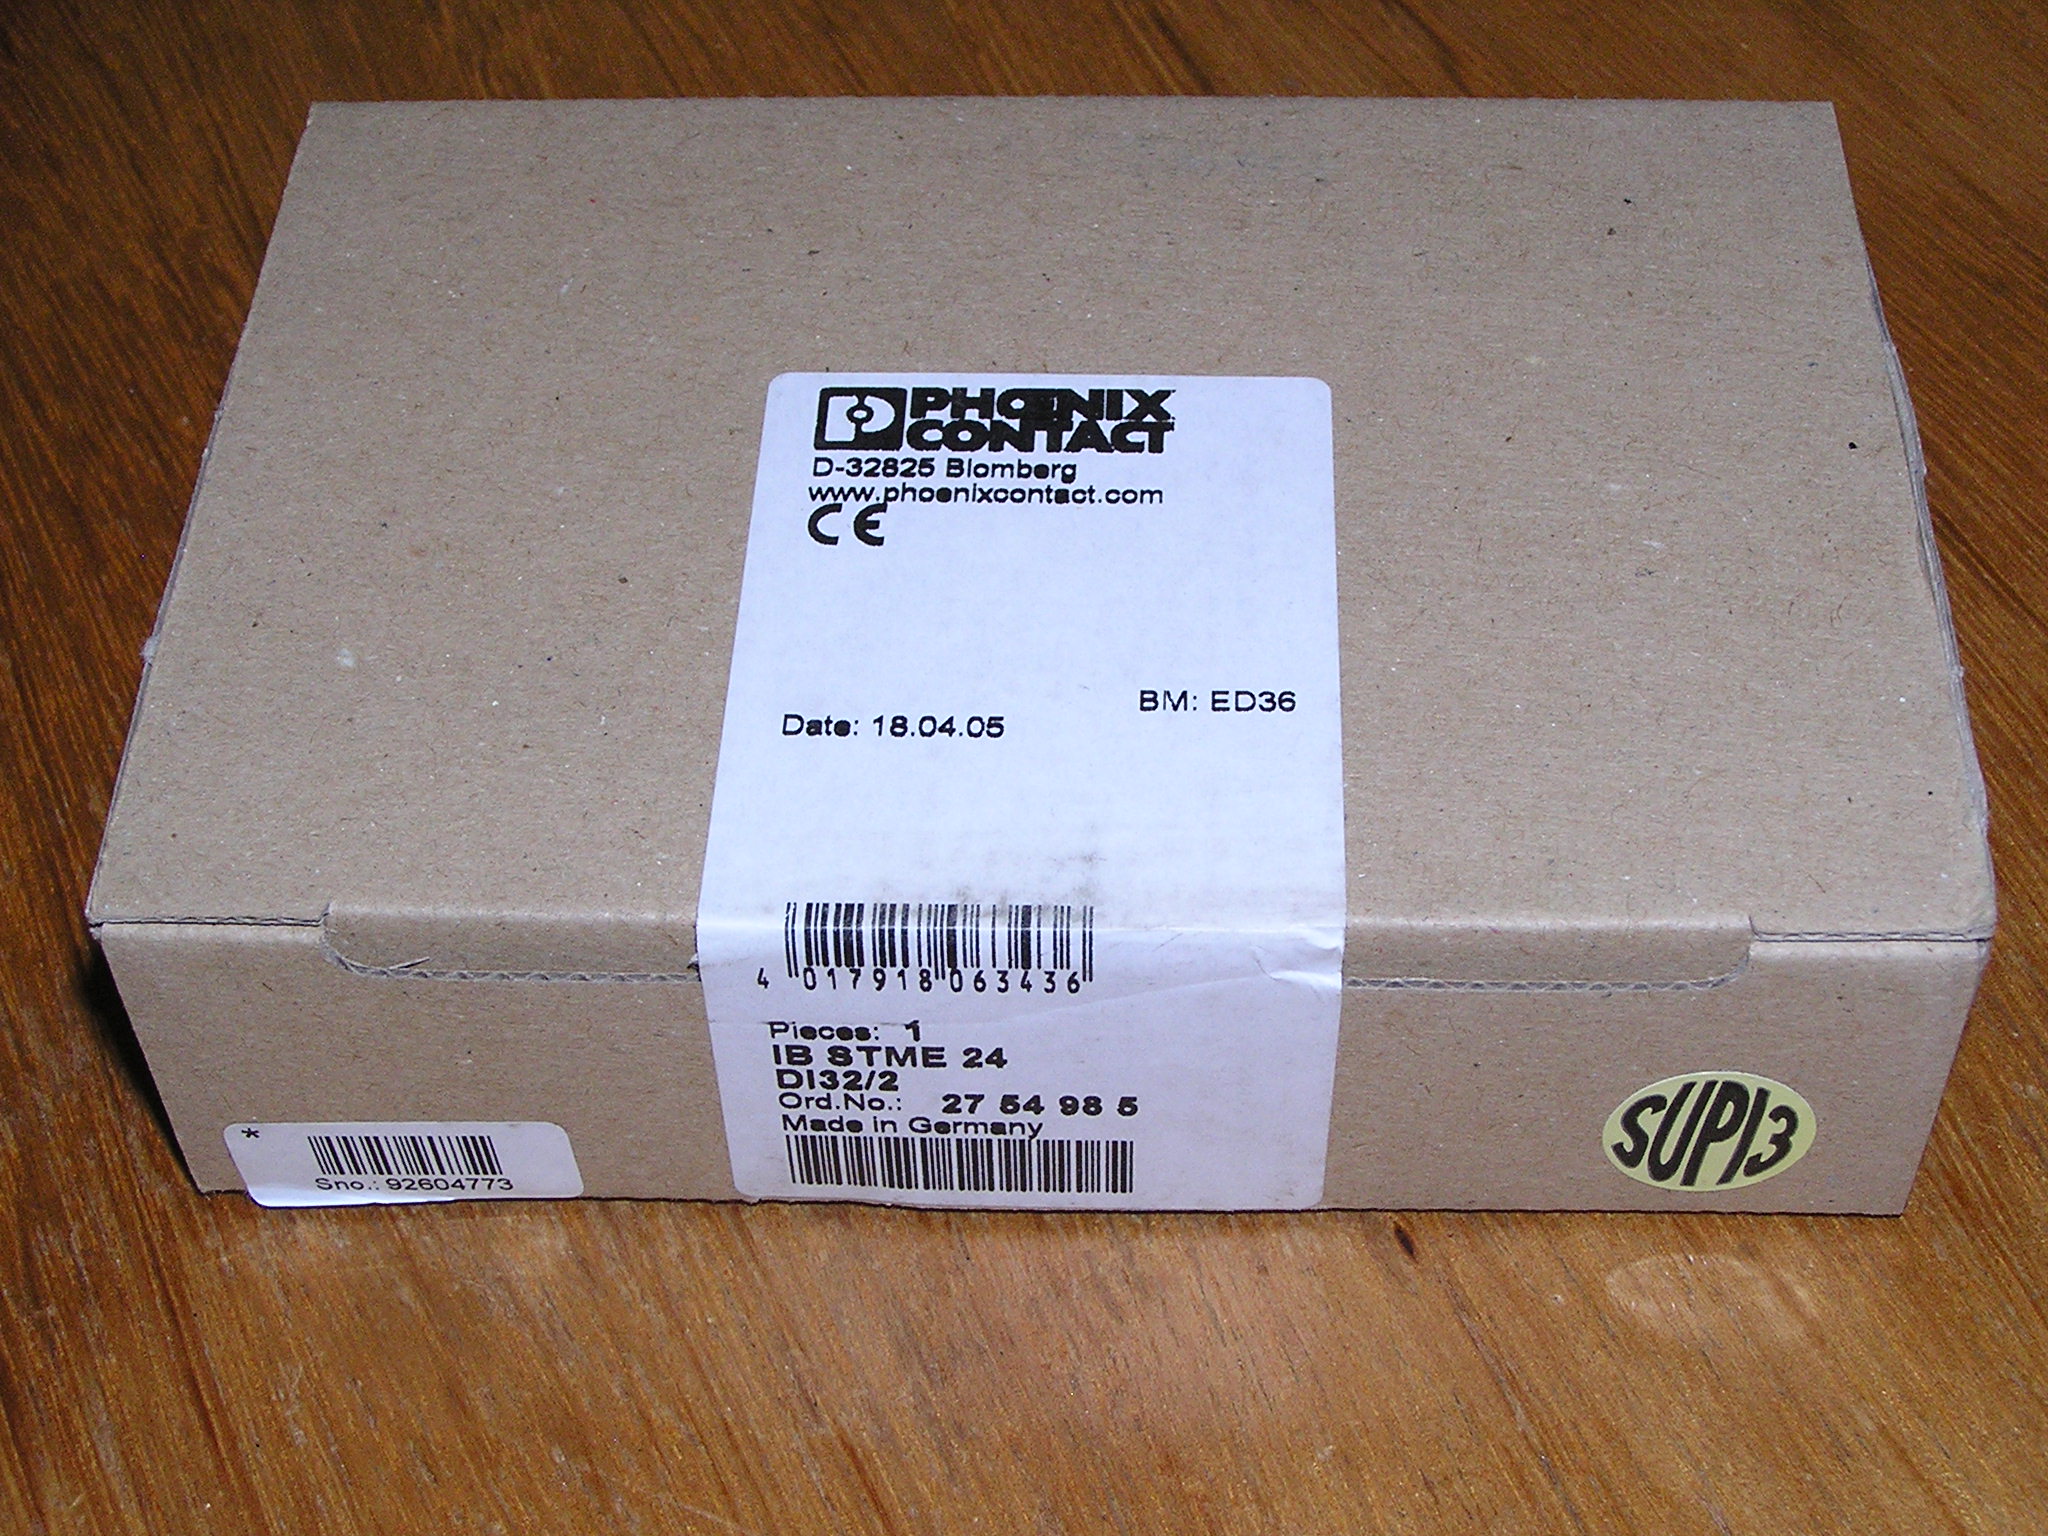 PHOENIX
CONTACT
D-32825 Blomberg
www.phoenixcontact.com
CE
BM: ED36
Date: 18.04.05
4 017918 063436
Pieces: 1
IB STME 24
DI32/2
Ord.No.: 27 54 98 5
Made in Germany
*
Sno.: 92604773
SUPI3